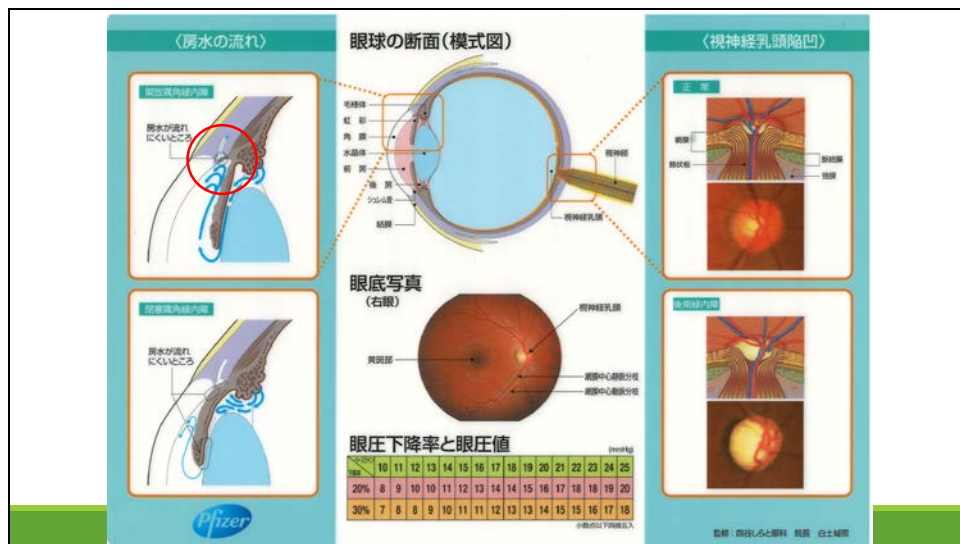 〈房水の流れ〉
開放隅角緑内障
房水が流れ
にくいところ
閉塞隅角緑内障
房水が流れ
にくいところ
Pfizer
眼球の断面(模式図)
毛様体
虹彩
角膜
水晶体
前房
後房
シュレム管
結膜
視神経
視神経乳頭
眼底写真
(右眼)
視神経乳頭
黄斑部
網膜中心静脈分枝
網膜中心動脈分枝
眼圧下降率と眼圧値
(mmHg)
10 11 12 13 14 15 16 17 18 19 20 21 22 23 24 25
20% 8 9 10 10 11 12 13 14 14 15 16 17 18 18 19 20
30% 7 8 8 9 10 11 11 12 13 13 14 15 15 16 17 18
小数点以下四捨五入
〈視神経乳頭陥凹〉
正常
網膜
篩状板
脈絡膜
強膜
後期緑内障
監修：四谷しらと眼科 院長 白土城照